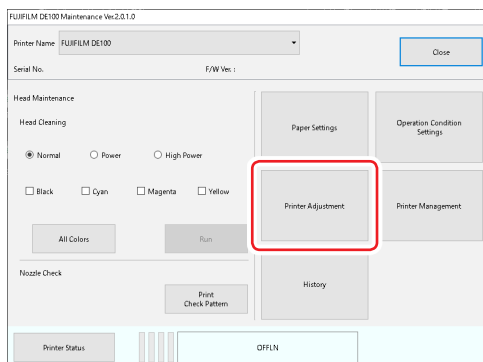 FUJIFILM DE100 Maintenance Ver.2.0.1.0
Printer Name FUJIFILM DE100
Close
Serial No. F/W Ver. :
Head Maintenance
Head Cleaning
Normal Power High Power
Black Cyan Magenta Yellow
All Colors Run
Nozzle Check
Print
Check Pattern
Paper Settings
Operation Condition
Settings
Printer Adjustment
Printer Management
History
Printer Status
OFFLN